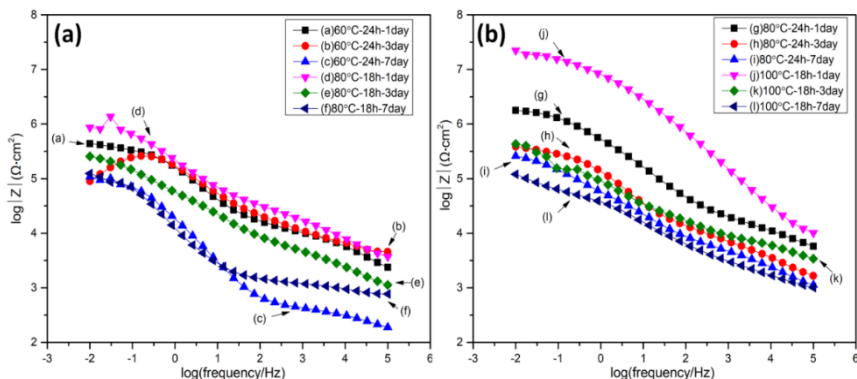 (a)
(a)60°C-24h-1day
(b)60°C-24h-3day
(c)60°C-24h-7day
(d)80°C-18h-1day
(e)80°C-18h-3day
(f)80°C-18h-7day
(a)
(d)
(b)
(e)
(f)
(c)
8
7
6
5
4
3
2
-3 -2 -1 0 1 2 3 4 5 6
log|Z|(Ω-cm²)
log(frequency/Hz)
(b)
(g)80°C-24h-1day
(h)80°C-24h-3day
(i)80°C-24h-7day
(j)100°C-18h-1day
(k)100°C-18h-3day
(l)100°C-18h-7day
(j)
(g)
(h)
(i)
(l)
(k)
8
7
6
5
4
3
2
-3 -2 -1 0 1 2 3 4 5 6
log|Z|(Ω-cm²)
log(frequency/Hz)